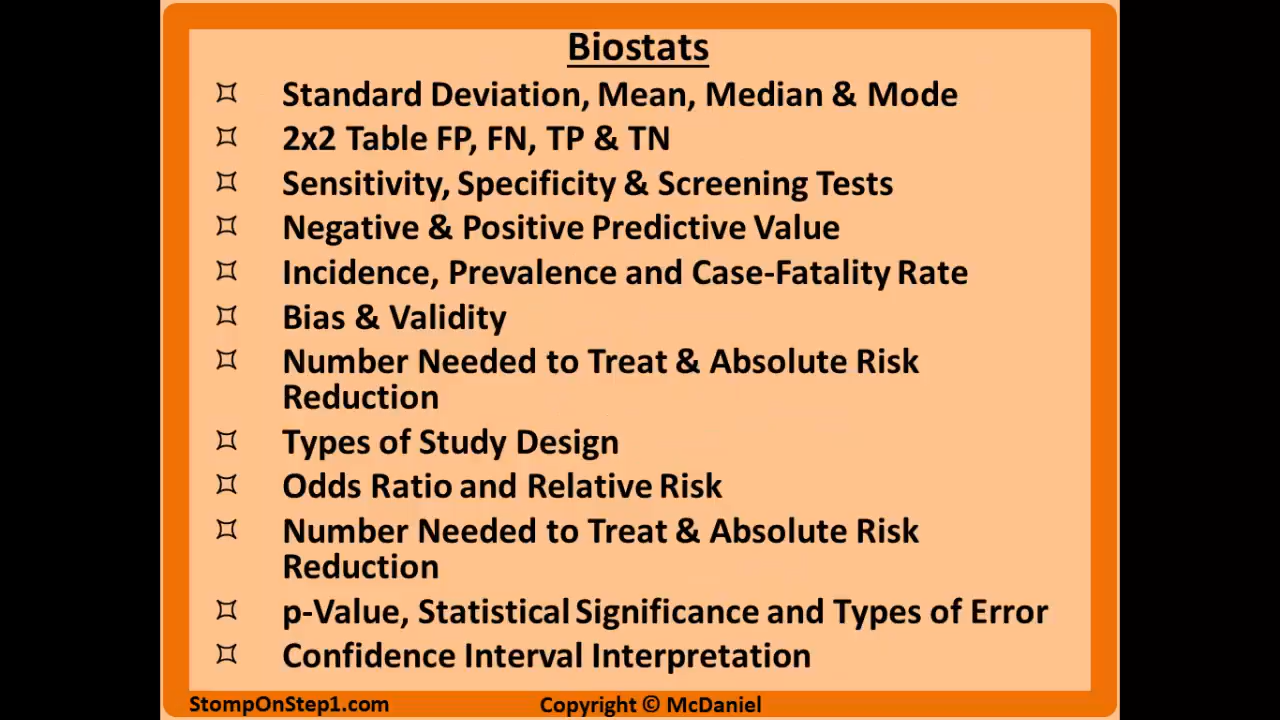 Biostats
Standard Deviation, Mean, Median & Mode
2x2 Table FP, FN, TP & TN
Sensitivity, Specificity & Screening Tests
Negative & Positive Predictive Value
Incidence, Prevalence and Case-Fatality Rate
Bias & Validity
Number Needed to Treat & Absolute Risk
Reduction
Types of Study Design
Odds Ratio and Relative Risk
Number Needed to Treat & Absolute Risk
Reduction
p-Value, Statistical Significance and Types of Error
Confidence Interval Interpretation
StompOnStep1.com
Copyright © McDaniel